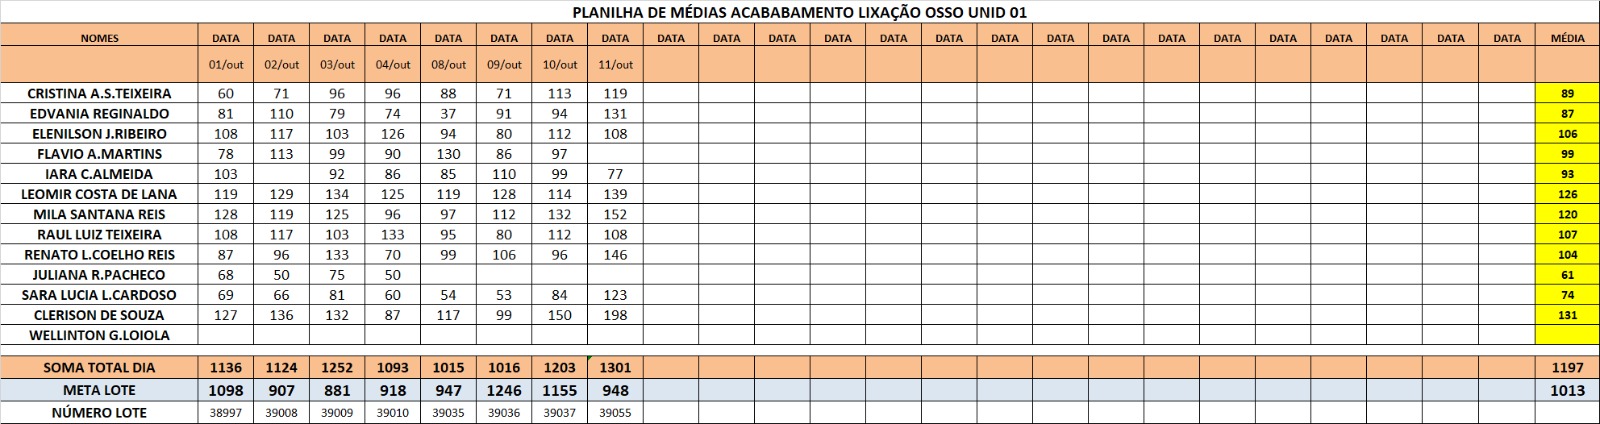 PLANILHA DE MÉDIAS ACABABAMENTO LIXAÇÃO OSSO UNID 01
NOMES DATA DATA DATA DATA DATA DATA DATA DATA DATA DATA DATA DATA DATA DATA DATA DATA DATA DATA DATA DATA DATA DATA DATA DATA MÉDIA
01/out 02/out 03/out 04/out 08/out 09/out 10/out 11/out
CRISTINA A.S.TEIXEIRA 60 71 96 96 88 71 113 119 89
EDVANIA REGINALDO 81 110 79 74 37 91 94 131 87
ELENILSON J.RIBEIRO 108 117 103 126 94 80 112 108 106
FLAVIO A.MARTINS 78 113 99 90 130 86 97 99
IARA C.ALMEIDA 103 92 86 85 110 99 77 93
LEOMIR COSTA DE LANA 119 129 134 125 119 128 114 139 126
MILA SANTANA REIS 128 119 125 96 97 112 132 152 120
RAUL LUIZ TEIXEIRA 108 117 103 133 95 80 112 108 107
RENATO L.COELHO REIS 87 96 133 70 99 106 96 146 104
JULIANA R.PACHECO 68 50 75 50 61
SARA LUCIA L.CARDOSO 69 66 81 60 54 53 84 123 74
CLERISON DE SOUZA 127 136 132 87 117 99 150 198 131
WELLINTON G.LOIOLA
SOMA TOTAL DIA 1136 1124 1252 1093 1015 1016 1203 1301 1197
META LOTE 1098 907 881 918 947 1246 1155 948 1013
NÚMERO LOTE 38997 39008 39009 39010 39035 39036 39037 39055